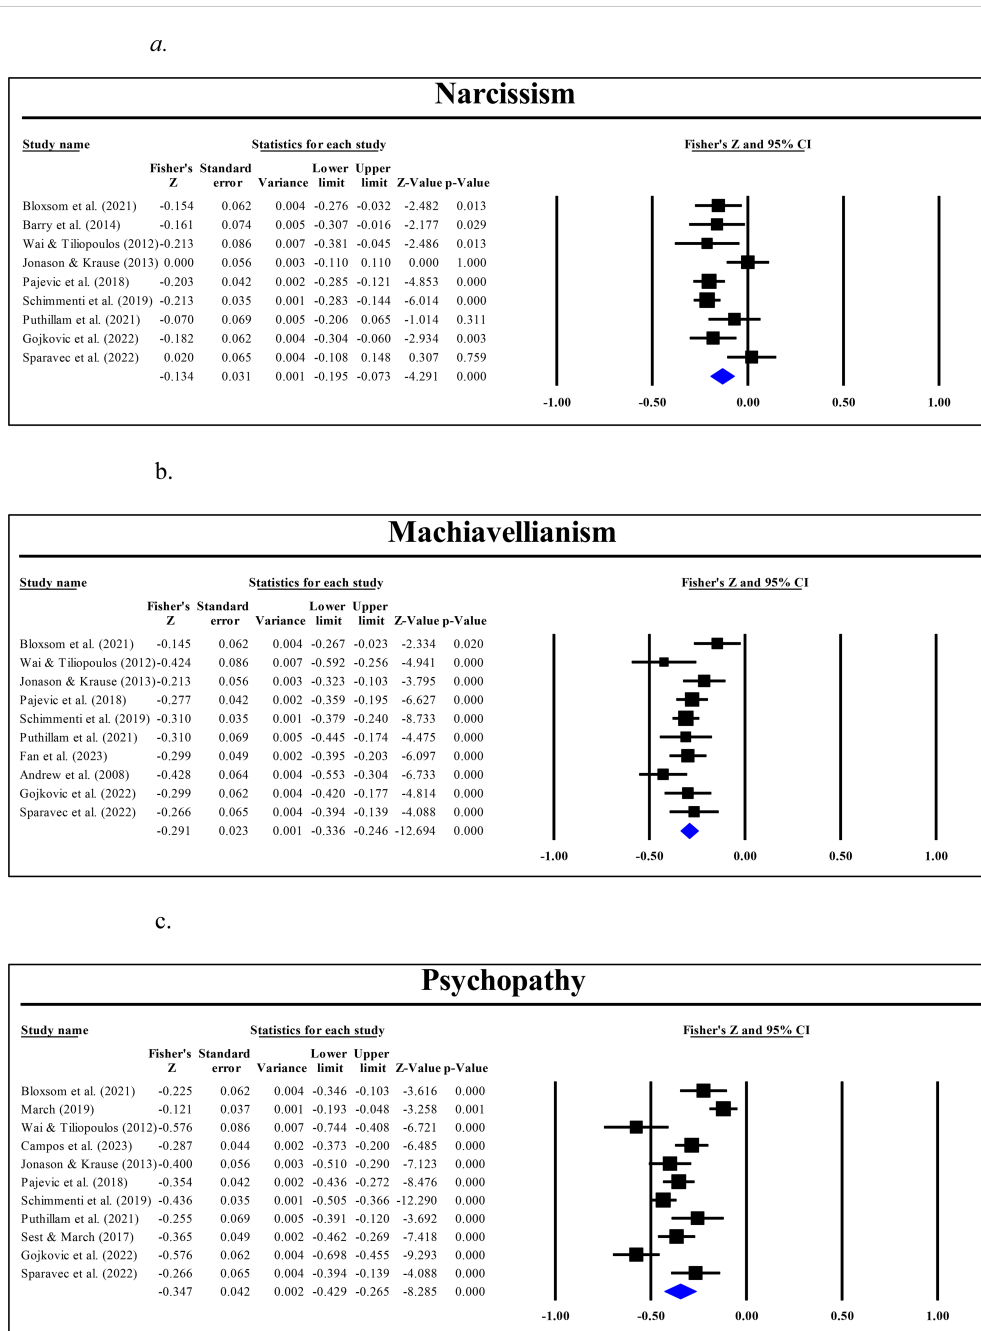 a.
Narcissism
Study name Statistics for each study Fisher's Z and 95% CI
Fisher's Standard Lower Upper
Z error Variance limit limit Z-Value p-Value
Bloxsom et al. (2021) -0.154 0.062 0.004 -0.276 -0.032 -2.482 0.013
Barry et al. (2014) -0.161 0.074 0.005 -0.307 -0.016 -2.177 0.029
Wai & Tiliopoulos (2012) -0.213 0.086 0.007 -0.381 -0.045 -2.486 0.013
Jonason & Krause (2013) 0.000 0.056 0.003 -0.110 0.110 0.000 1.000
Pajevic et al. (2018) -0.203 0.042 0.002 -0.285 -0.121 -4.853 0.000
Schimmenti et al. (2019) -0.213 0.035 0.001 -0.283 -0.144 -6.014 0.000
Puthillam et al. (2021) -0.070 0.069 0.005 -0.206 0.065 -1.014 0.311
Gojkovic et al. (2022) -0.182 0.062 0.004 -0.304 -0.060 -2.934 0.003
Sparavec et al. (2022) 0.020 0.065 0.004 -0.108 0.148 0.307 0.759
-0.134 0.031 0.001 -0.195 -0.073 -4.291 0.000
-1.00 -0.50 0.00 0.50 1.00
b.
Machiavellianism
Study name Statistics for each study Fisher's Z and 95% CI
Fisher's Standard Lower Upper
Z error Variance limit limit Z-Value p-Value
Bloxsom et al. (2021) -0.145 0.062 0.004 -0.267 -0.023 -2.334 0.020
Wai & Tiliopoulos (2012) -0.424 0.086 0.007 -0.592 -0.256 -4.941 0.000
Jonason & Krause (2013) -0.213 0.056 0.003 -0.323 -0.103 -3.795 0.000
Pajevic et al. (2018) -0.277 0.042 0.002 -0.359 -0.195 -6.627 0.000
Schimmenti et al. (2019) -0.310 0.035 0.001 -0.379 -0.240 -8.733 0.000
Puthillam et al. (2021) -0.310 0.069 0.005 -0.445 -0.174 -4.475 0.000
Fan et al. (2023) -0.299 0.049 0.002 -0.395 -0.203 -6.097 0.000
Andrew et al. (2008) -0.428 0.064 0.004 -0.553 -0.304 -6.733 0.000
Gojkovic et al. (2022) -0.299 0.062 0.004 -0.420 -0.177 -4.814 0.000
Sparavec et al. (2022) -0.266 0.065 0.004 -0.394 -0.139 -4.088 0.000
-0.291 0.023 0.001 -0.336 -0.246 -12.694 0.000
-1.00 -0.50 0.00 0.50 1.00
c.
Psychopathy
Study name Statistics for each study Fisher's Z and 95% CI
Fisher's Standard Lower Upper
Z error Variance limit limit Z-Value p-Value
Bloxsom et al. (2021) -0.225 0.062 0.004 -0.346 -0.103 -3.616 0.000
March (2019) -0.121 0.037 0.001 -0.193 -0.048 -3.258 0.001
Wai & Tiliopoulos (2012) -0.576 0.086 0.007 -0.744 -0.408 -6.721 0.000
Campos et al. (2023) -0.287 0.044 0.002 -0.373 -0.200 -6.485 0.000
Jonason & Krause (2013) -0.400 0.056 0.003 -0.510 -0.290 -7.123 0.000
Pajevic et al. (2018) -0.354 0.042 0.002 -0.436 -0.272 -8.476 0.000
Schimmenti et al. (2019) -0.436 0.035 0.001 -0.505 -0.366 -12.290 0.000
Puthillam et al. (2021) -0.255 0.069 0.005 -0.391 -0.120 -3.692 0.000
Sest & March (2017) -0.365 0.049 0.002 -0.462 -0.269 -7.418 0.000
Gojkovic et al. (2022) -0.576 0.062 0.004 -0.698 -0.455 -9.293 0.000
Sparavec et al. (2022) -0.266 0.065 0.004 -0.394 -0.139 -4.088 0.000
-0.347 0.042 0.002 -0.429 -0.265 -8.285 0.000
-1.00 -0.50 0.00 0.50 1.00